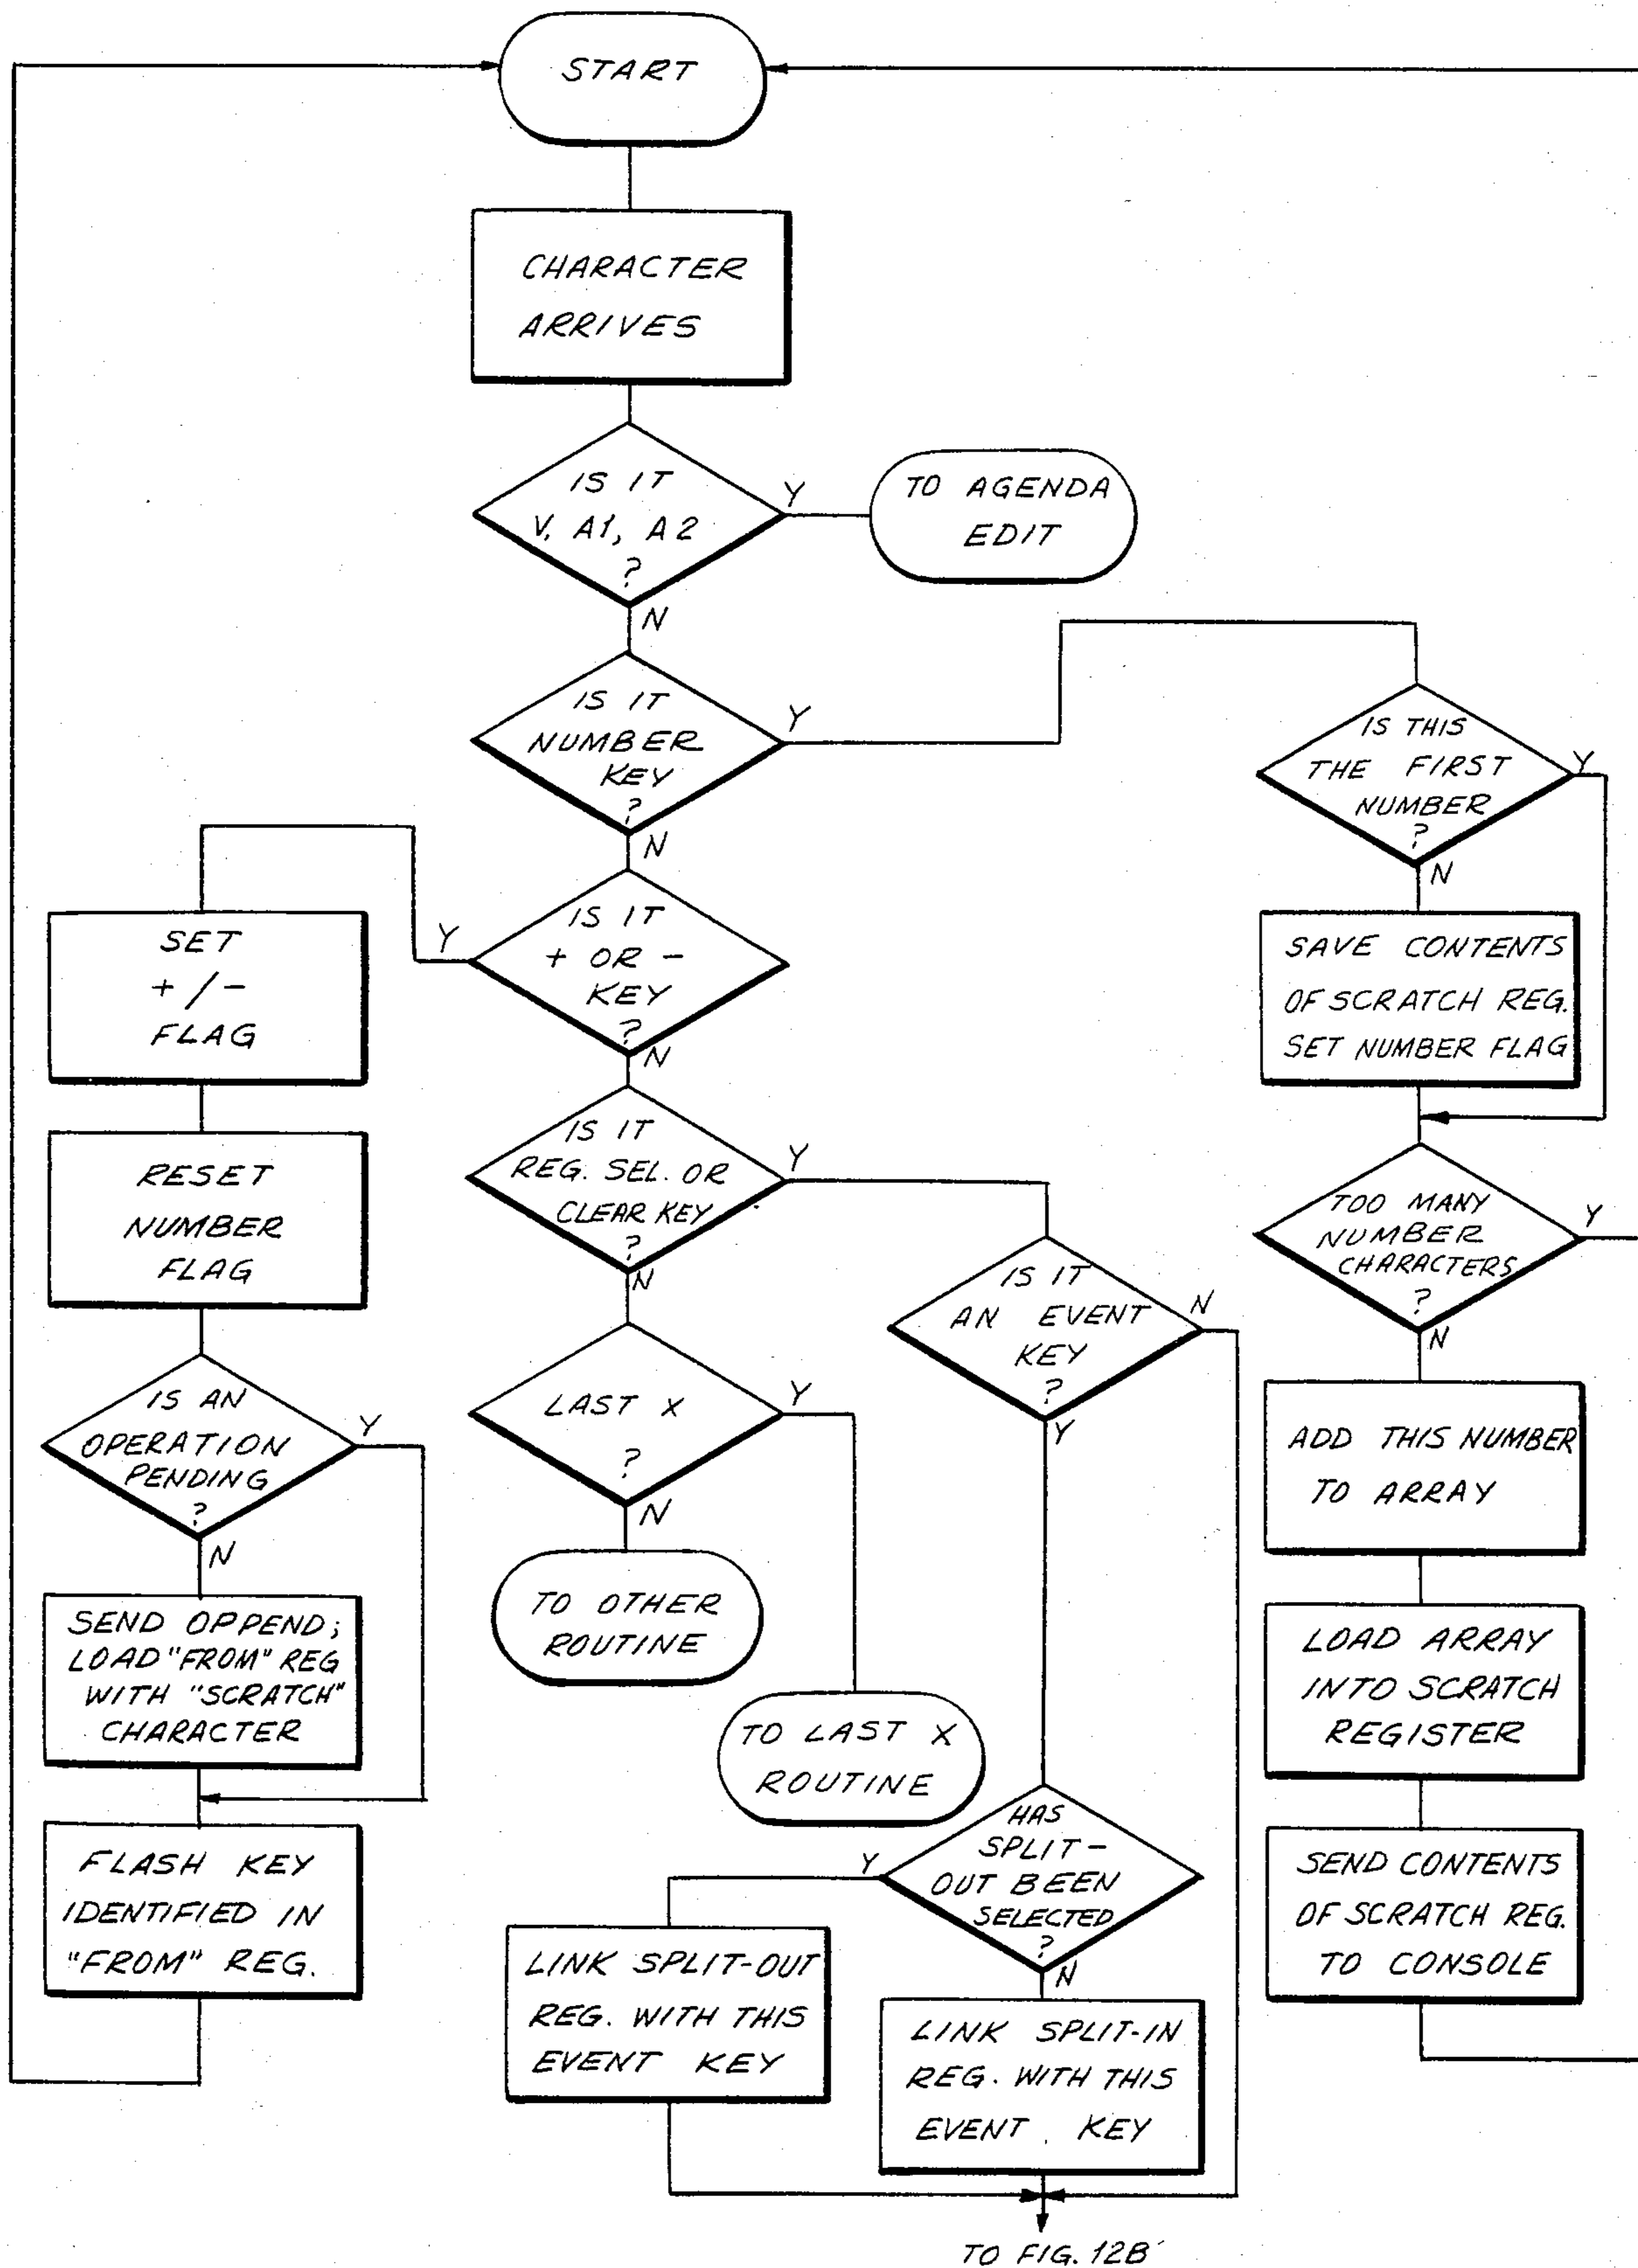 START
CHARACTER
ARRIVES
IS IT
V, A1, A2
?
Y
N
TO AGENDA
EDIT
IS IT
NUMBER
KEY
?
Y
N
IS THIS
THE FIRST
NUMBER
?
Y
N
SAVE CONTENTS
OF SCRATCH REG.
SET NUMBER FLAG
TOO MANY
NUMBER
CHARACTERS
?
Y
N
ADD THIS NUMBER
TO ARRAY
LOAD ARRAY
INTO SCRATCH
REGISTER
SEND CONTENTS
OF SCRATCH REG.
TO CONSOLE
IS IT
+ OR -
KEY
?
Y
N
SET
+/-
FLAG
RESET
NUMBER
FLAG
IS AN
OPERATION
PENDING
?
Y
N
SEND OPPEND;
LOAD "FROM" REG
WITH "SCRATCH"
CHARACTER
FLASH KEY
IDENTIFIED IN
"FROM" REG.
IS IT
REG. SEL. OR
CLEAR KEY
?
Y
N
LAST X
?
Y
N
TO OTHER
ROUTINE
TO LAST X
ROUTINE
IS IT
AN EVENT
KEY
?
N
Y
HAS
SPLIT-
OUT BEEN
SELECTED
?
Y
N
LINK SPLIT-OUT
REG. WITH THIS
EVENT KEY
LINK SPLIT-IN
REG. WITH THIS
EVENT KEY
TO FIG. 12B